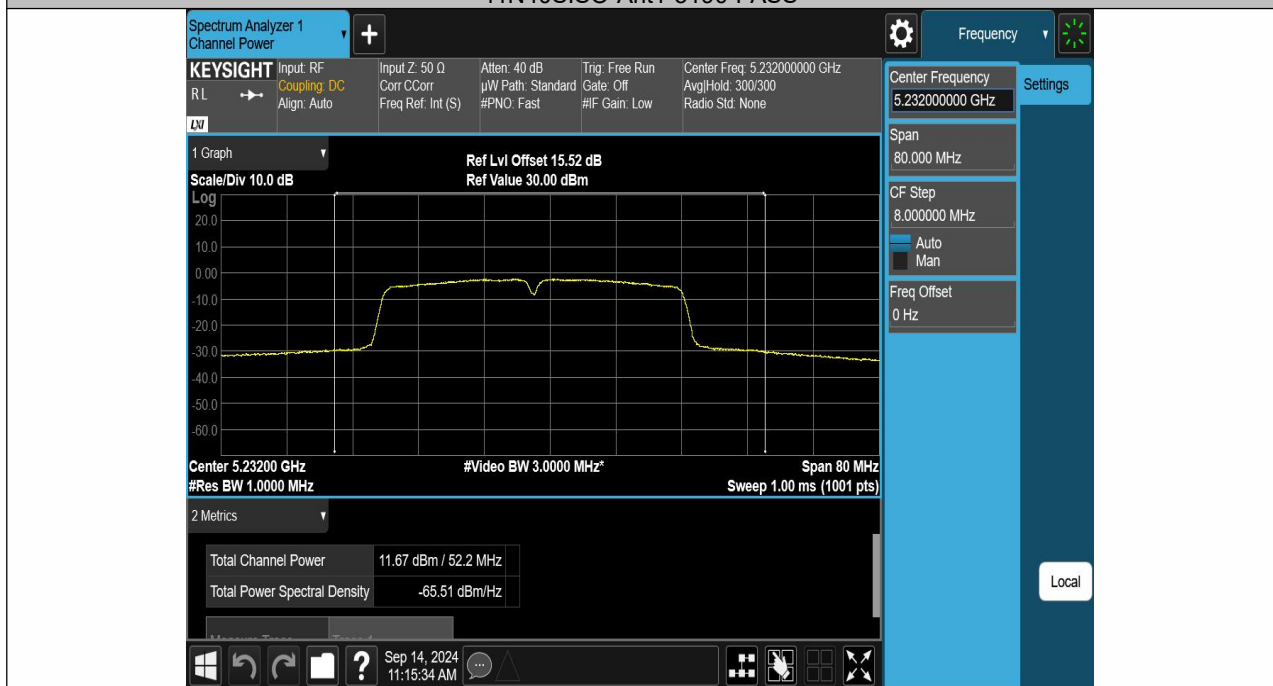 Spectrum Analyzer 1
Channel Power
Frequency
KEYSIGHT
RL
LXI
Input: RF
Coupling: DC
Align: Auto
Input Z: 50 Ω
Corr CCorr
Freq Ref: Int (S)
Atten: 40 dB
µW Path: Standard
#PNO: Fast
Trig: Free Run
Gate: Off
#IF Gain: Low
Center Freq: 5.232000000 GHz
Avg|Hold: 300/300
Radio Std: None
Center Frequency
5.232000000 GHz
Settings
Span
80.000 MHz
CF Step
8.000000 MHz
Auto
Man
Freq Offset
0 Hz
1 Graph
Scale/Div 10.0 dB
Ref Lvl Offset 15.52 dB
Ref Value 30.00 dBm
Log
20.0
10.0
0.00
-10.0
-20.0
-30.0
-40.0
-50.0
-60.0
Center 5.23200 GHz
#Video BW 3.0000 MHz*
Span 80 MHz
#Res BW 1.0000 MHz
Sweep 1.00 ms (1001 pts)
2 Metrics
Total Channel Power 11.67 dBm / 52.2 MHz
Total Power Spectral Density -65.51 dBm/Hz
Local
?
Sep 14, 2024
11:15:34 AM